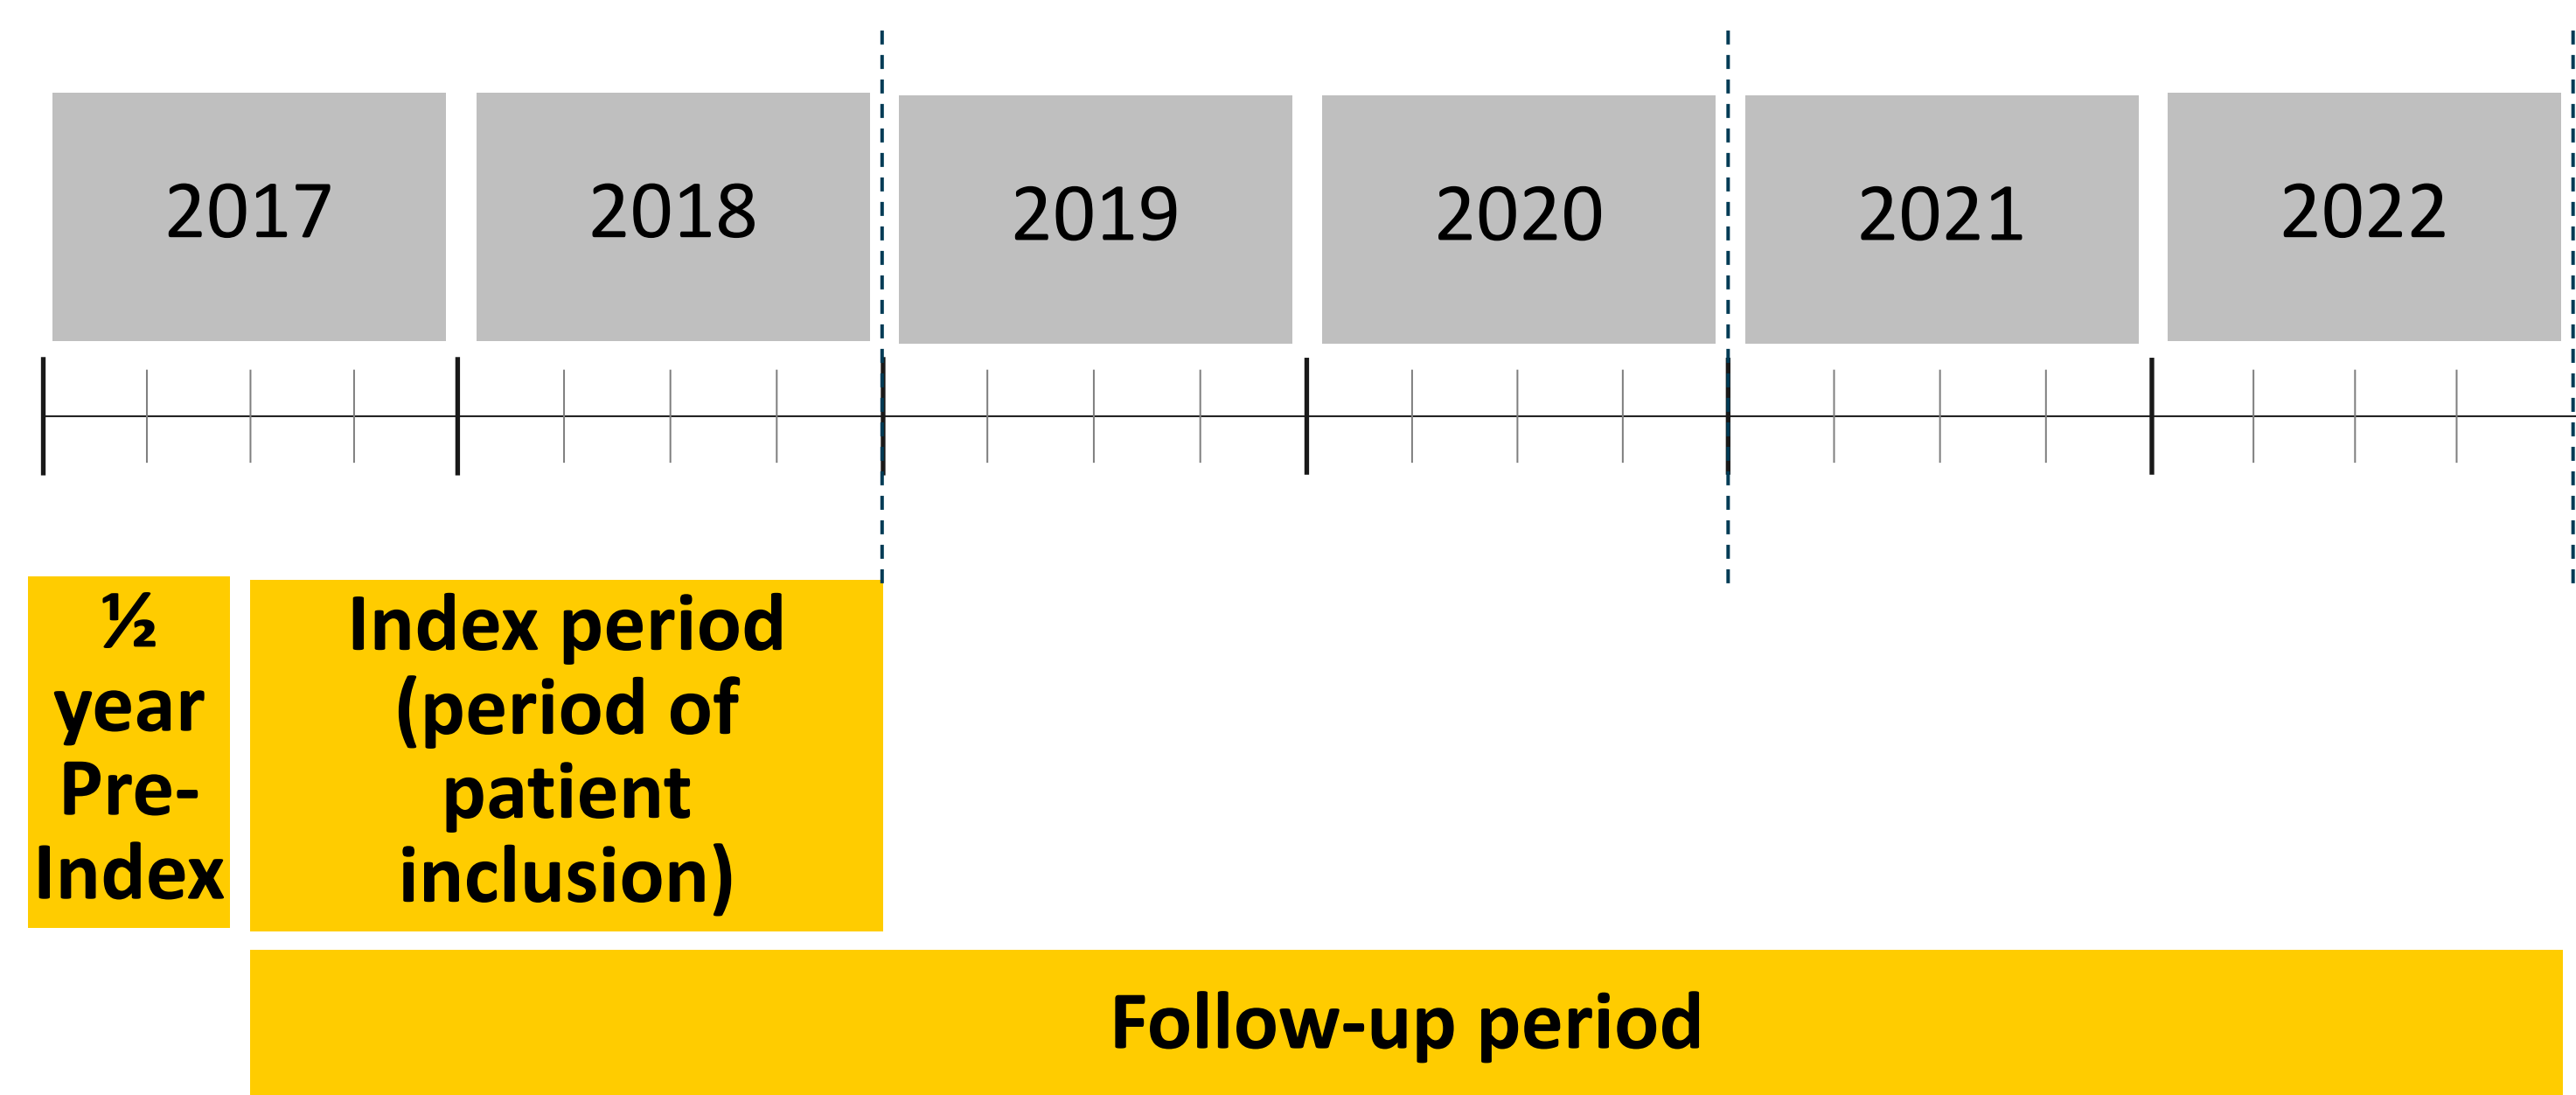 2017
2018
2019
2020
2021
2022
½
year
Pre-
Index
Index period
(period of
patient
inclusion)
Follow-up period